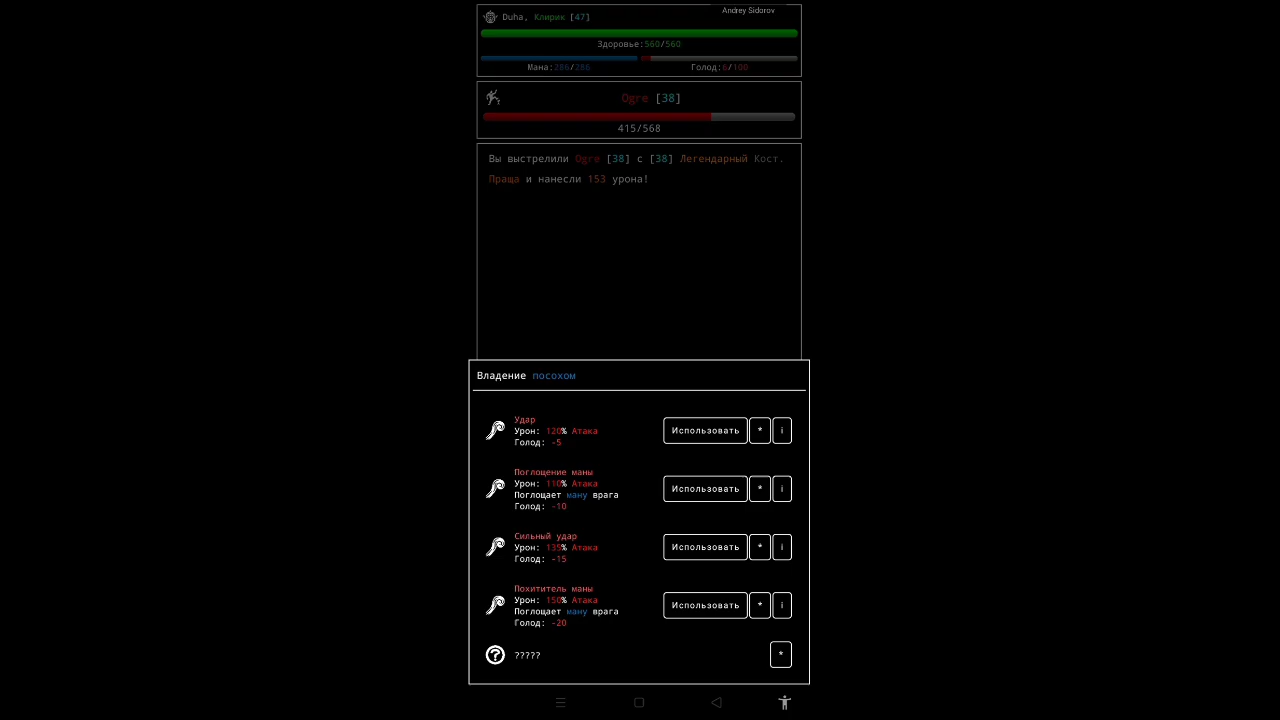 Andrey Sidorov
Duha, Клирик [47]
Здоровье:560/560
Мана:286/286 Голод:6/100
Ogre [38]
415/568
Вы выстрелили Ogre [38] с [38] Легендарный Кост.
Праща и нанесли 153 урона!
Владение посохом
Удар
Урон: 120% Атака
Голод: -5
Использовать * i
Поглощение маны
Урон: 110% Атака
Поглощает ману врага
Голод: -10
Использовать * i
Сильный удар
Урон: 135% Атака
Голод: -15
Использовать * i
Похититель маны
Урон: 150% Атака
Поглощает ману врага
Голод: -20
Использовать * i
????? *